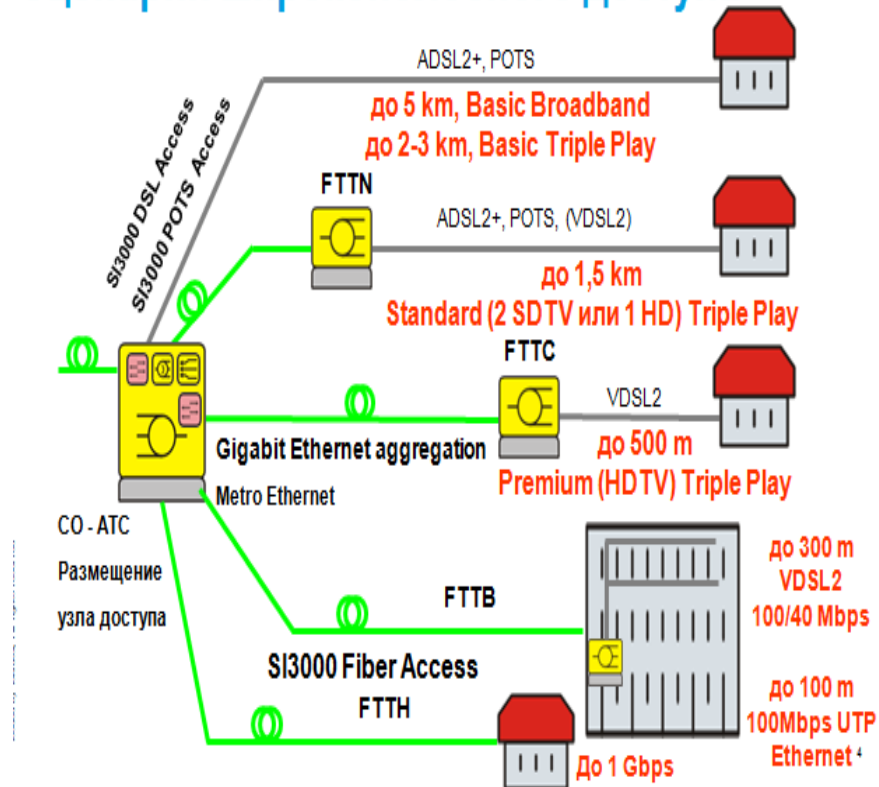 ADSL2+, POTS
до 5 km, Basic Broadband
до 2-3 km, Basic Triple Play
SI3000 DSL Access
SI3000 POTS Access
FTTN
ADSL2+, POTS, (VDSL2)
до 1,5 km
Standard (2 SDTV или 1 HD) Triple Play
FTTC
VDSL2
до 500 m
Premium (HDTV) Triple Play
Gigabit Ethernet aggregation
Metro Ethernet
CO - ATC
Размещение
узла доступа
FTTB
до 300 m
VDSL2
100/40 Mbps
SI3000 Fiber Access
FTTH
до 100 m
100Mbps UTP
Ethernet 4
До 1 Gbps